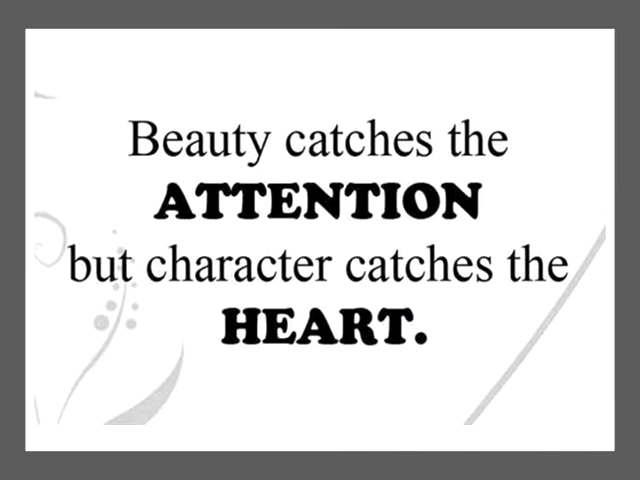 Beauty catches the
ATTENTION
but character catches the
HEART.